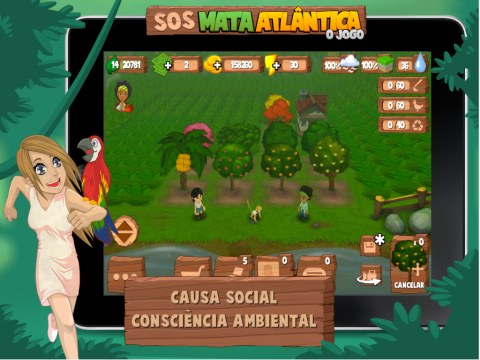 SOS MATA ATLÂNTICA
O JOGO
14 20781 + 2 + 158260 + 30 100% 100% 36
0/60
0/60
0/40
5 0 0
CANCELAR
CAUSA SOCIAL
CONSCIÊNCIA AMBIENTAL